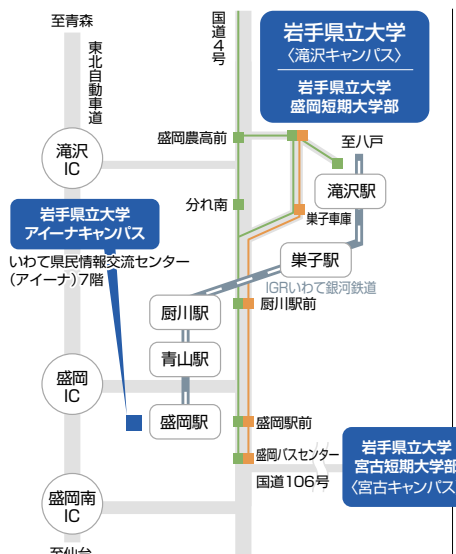 至青森
東北自動車道
国道4号
岩手県立大学
〈滝沢キャンパス〉
岩手県立大学
盛岡短期大学部
盛岡農高前
至八戸
滝沢
IC
滝沢駅
分れ南
巣子車庫
岩手県立大学
アイーナキャンパス
いわて県民情報交流センター
(アイーナ)7階
巣子駅
IGRいわて銀河鉄道
厨川駅
厨川駅前
青山駅
盛岡
IC
盛岡駅
盛岡駅前
盛岡バスセンター
国道106号
岩手県立大学
宮古短期大学部
〈宮古キャンパス
盛岡南
IC
至仙台